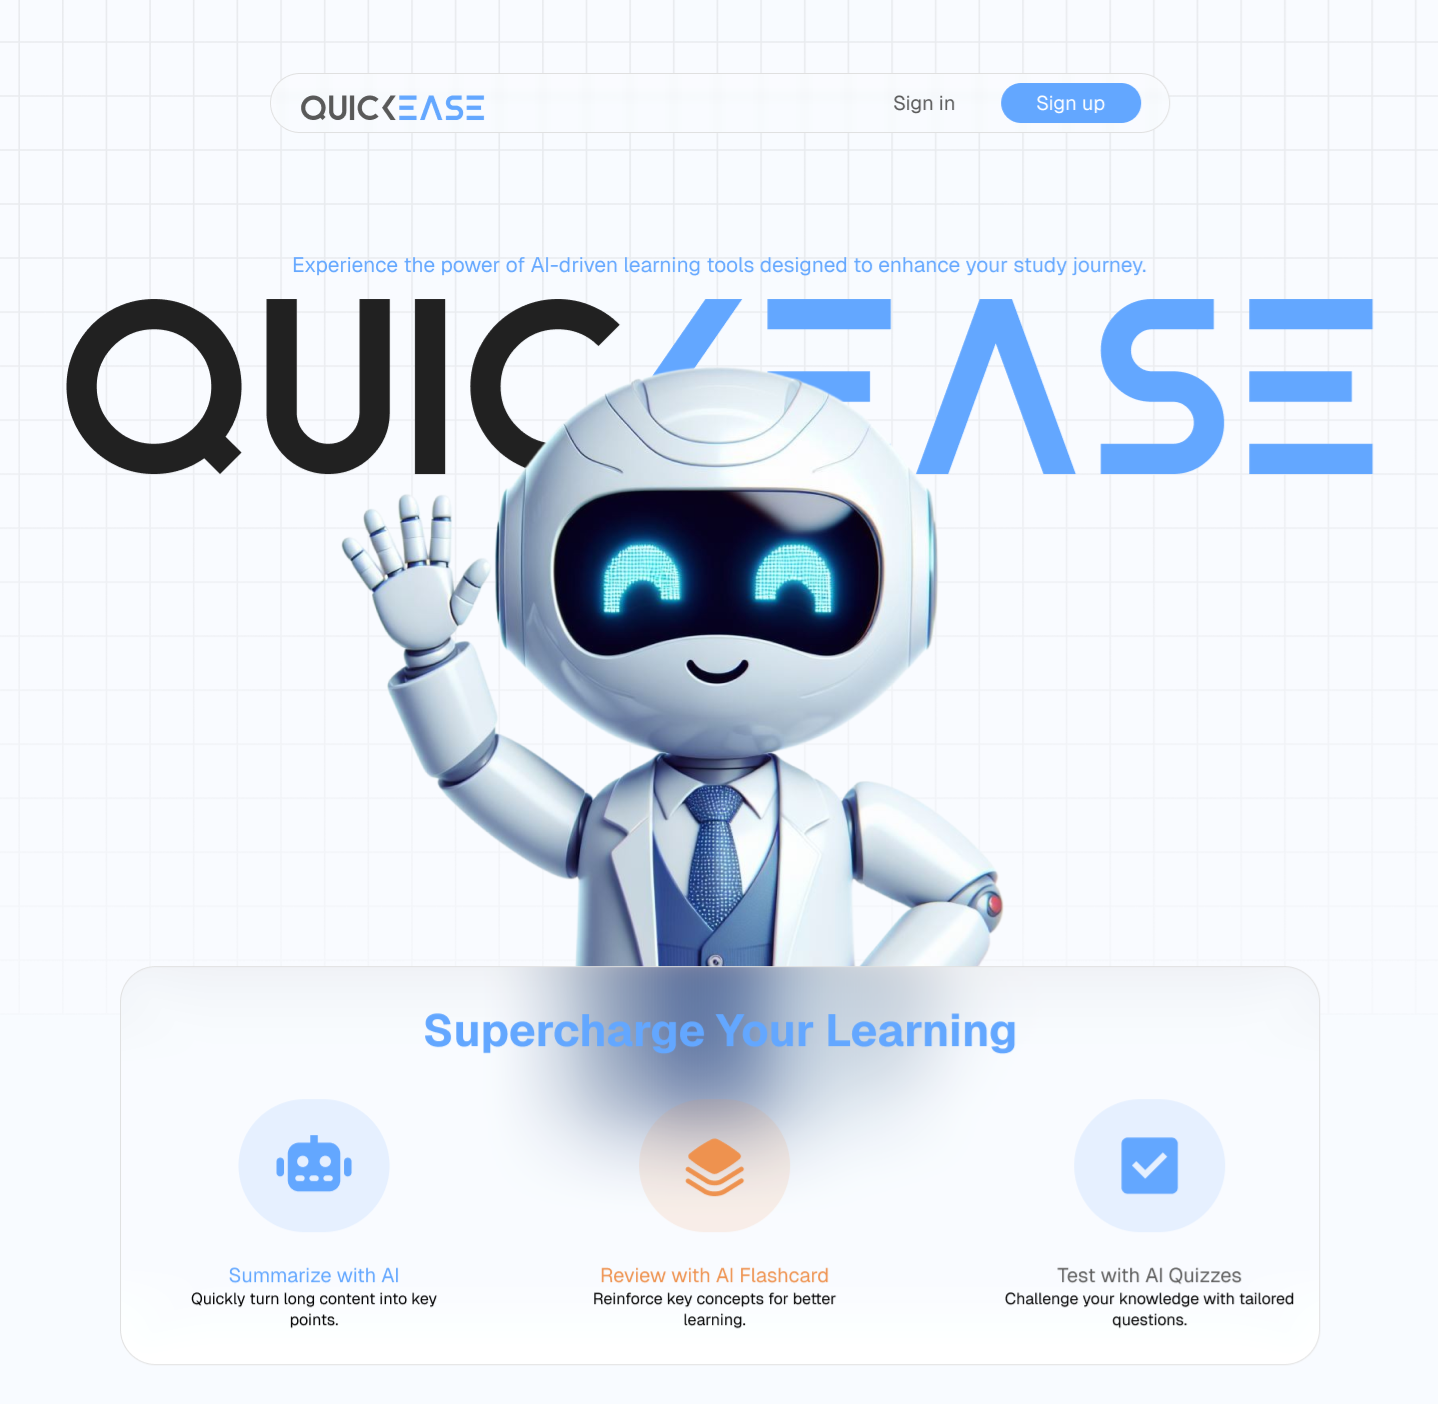 QUICKEASE
Sign in
Sign up
Experience the power of AI-driven learning tools designed to enhance your study journey.
QUICKEASE
Supercharge Your Learning
Summarize with AI
Quickly turn long content into key
points.
Review with AI Flashcard
Reinforce key concepts for better
learning.
Test with AI Quizzes
Challenge your knowledge with tailored
questions.